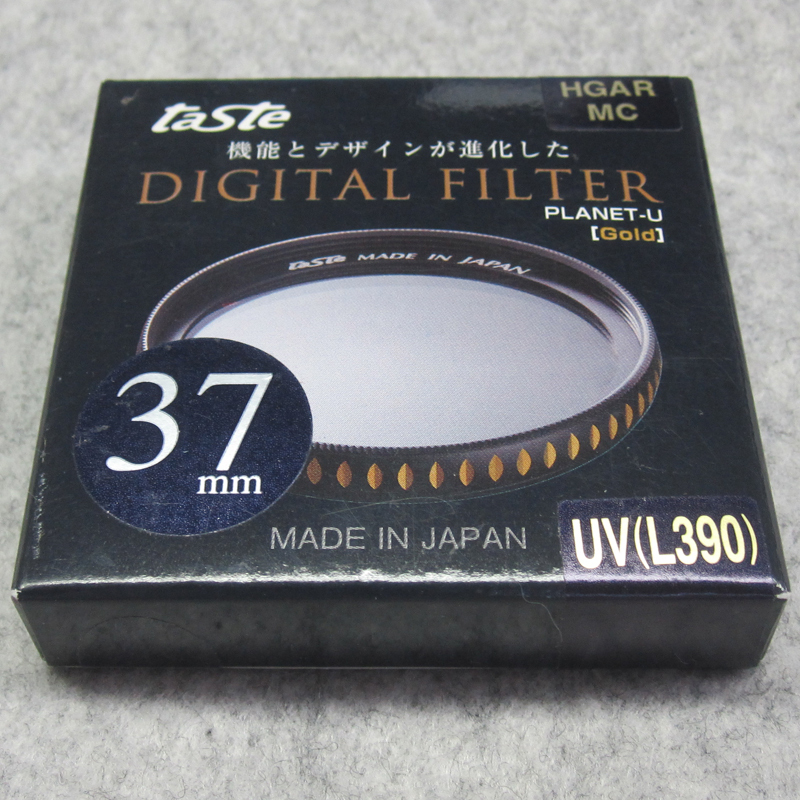 taste
HGAR
MC
機能とデザインが進化した
DIGITAL FILTER
PLANET-U
[Gold]
taste MADE IN JAPAN
37
mm
MADE IN JAPAN
UV(L390)